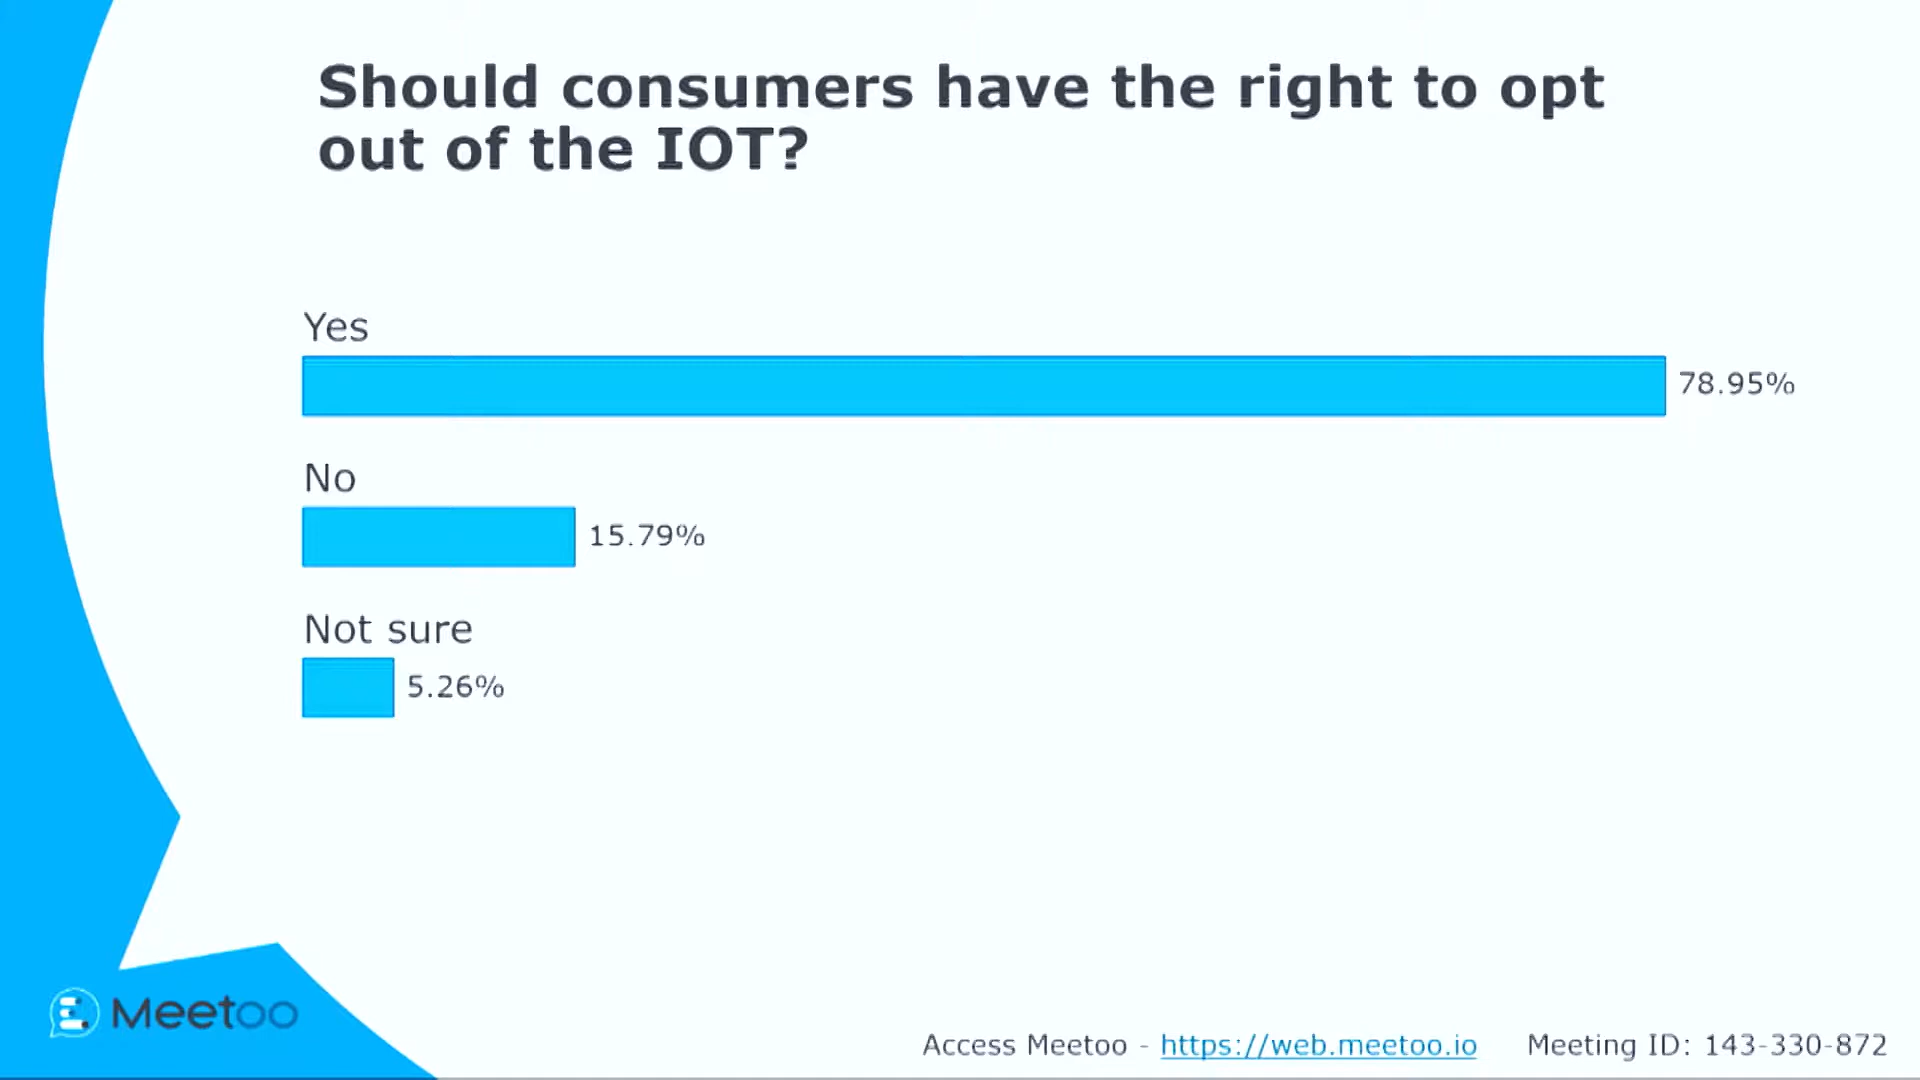 Should consumers have the right to opt
out of the IOT?
Yes
78.95%
No
15.79%
Not sure
5.26%
Meetoo
Access Meetoo - https://web.meetoo.io Meeting ID: 143-330-872